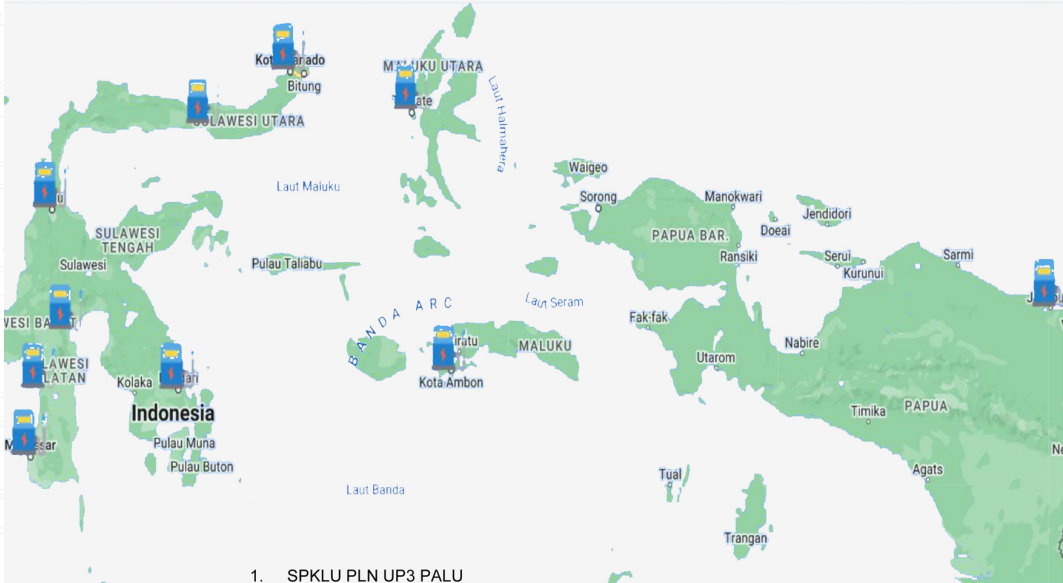 MALUKU UTARA
Bitung
SULAWESI UTARA
Laut Halmahera
Laut Maluku
Waigeo
Sorong
Manokwari
Jendidori
Doeai
PAPUA BAR.
Ransiki
Serui
Kurunui
Sarmi
SULAWESI
TENGAH
Sulawesi
Pulau Taliabu
BANDA ARC
Laut Seram
Fak-fak
MALUKU
Kota Ambon
Nabire
Utarom
Kolaka
Indonesia
Timika
PAPUA
Pulau Muna
Pulau Buton
Agats
Laut Banda
Tual
Trangan
1. SPKLU PLN UP3 PALU